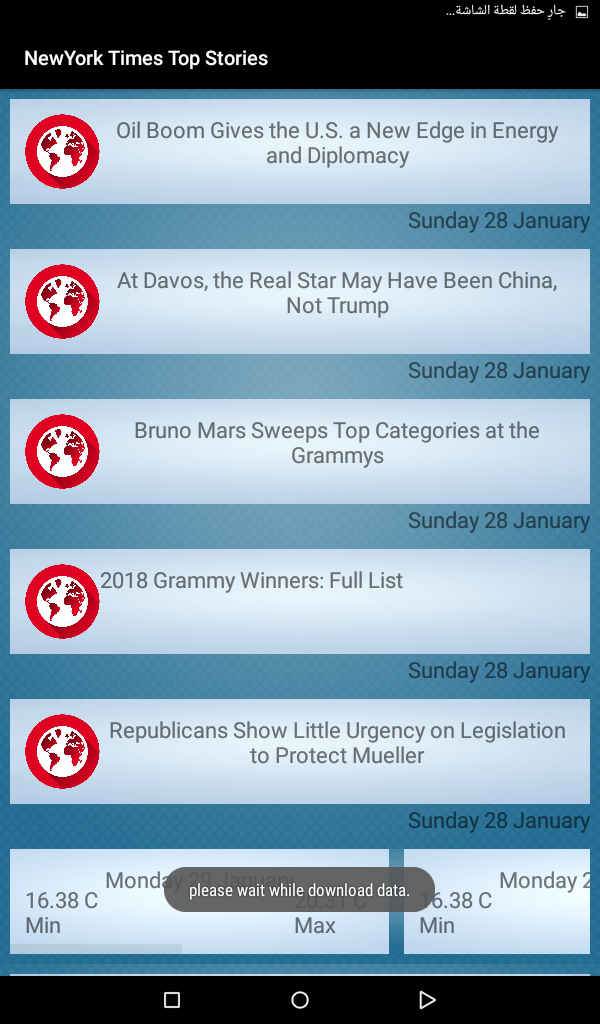 جارٍ حفظ لقطة الشاشة...
NewYork Times Top Stories
Oil Boom Gives the U.S. a New Edge in Energy
and Diplomacy
Sunday 28 January
At Davos, the Real Star May Have Been China,
Not Trump
Sunday 28 January
Bruno Mars Sweeps Top Categories at the
Grammys
Sunday 28 January
2018 Grammy Winners: Full List
Sunday 28 January
Republicans Show Little Urgency on Legislation
to Protect Mueller
Sunday 28 January
Monday 29 January
16.38 C
20.31 C
Min
Max
Monday 2
16.38 C
Min
please wait while download data.